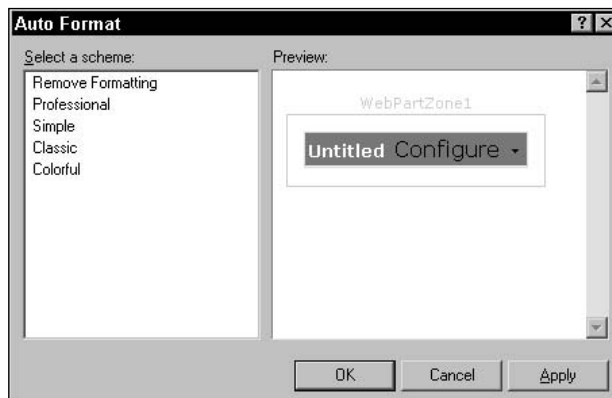 Auto Format
Select a scheme:
Remove Formatting
Professional
Simple
Classic
Colorful
Preview:
WebPartZone1
Untitled Configure
OK Cancel Apply